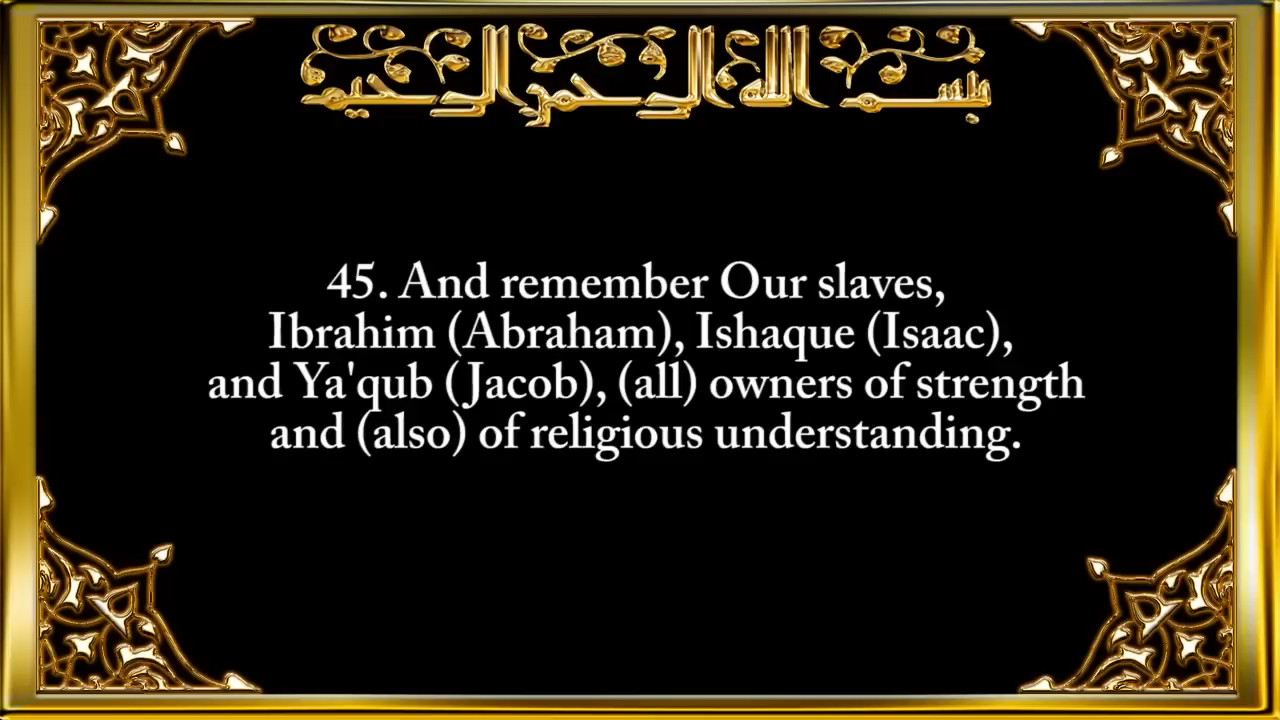 بسم الله الرحمن الرحيم
45. And remember Our slaves,
Ibrahim (Abraham), Ishaque (Isaac),
and Ya'qub (Jacob), (all) owners of strength
and (also) of religious understanding.